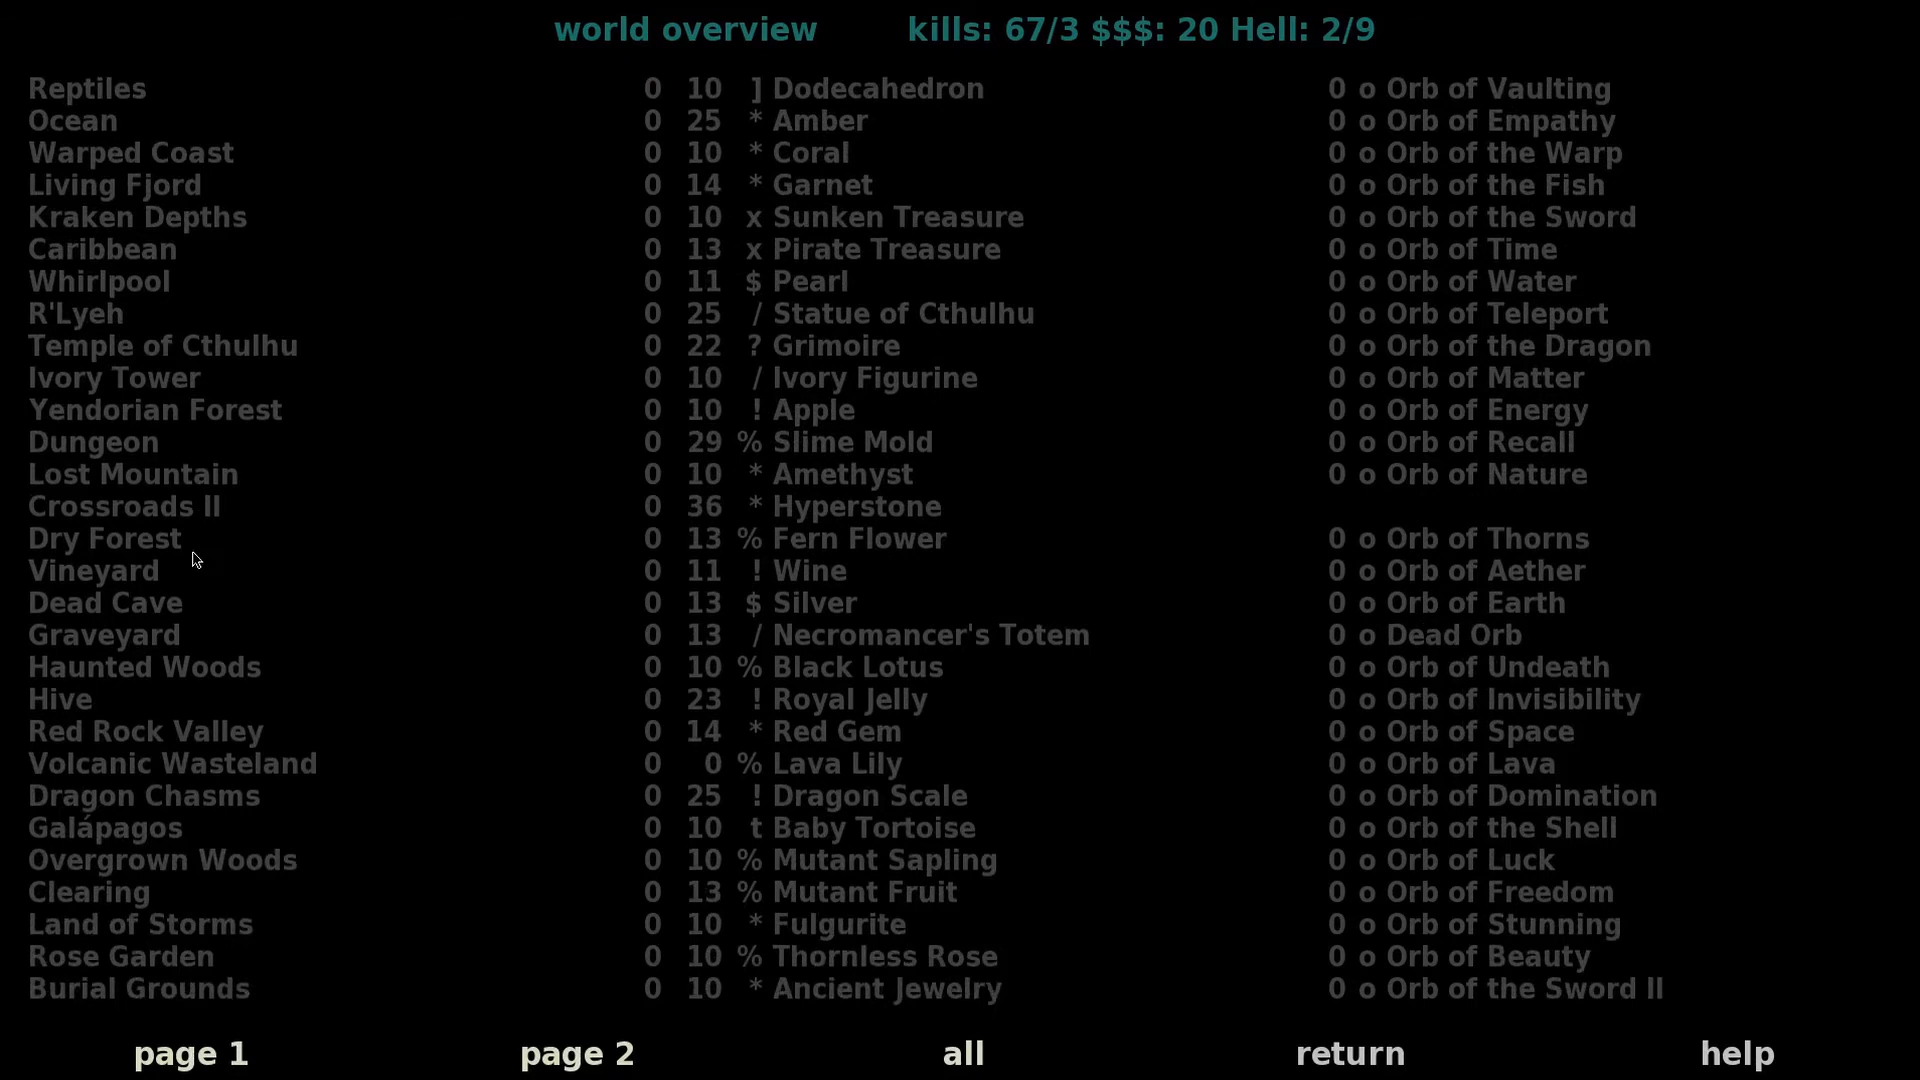 world overview kills: 67/3 $$$: 20 Hell: 2/9
Reptiles 0 10 ] Dodecahedron 0 o Orb of Vaulting
Ocean 0 25 * Amber 0 o Orb of Empathy
Warped Coast 0 10 * Coral 0 o Orb of the Warp
Living Fjord 0 14 * Garnet 0 o Orb of the Fish
Kraken Depths 0 10 x Sunken Treasure 0 o Orb of the Sword
Caribbean 0 13 x Pirate Treasure 0 o Orb of Time
Whirlpool 0 11 $ Pearl 0 o Orb of Water
R'Lyeh 0 25 / Statue of Cthulhu 0 o Orb of Teleport
Temple of Cthulhu 0 22 ? Grimoire 0 o Orb of the Dragon
Ivory Tower 0 10 / Ivory Figurine 0 o Orb of Matter
Yendorian Forest 0 10 ! Apple 0 o Orb of Energy
Dungeon 0 29 % Slime Mold 0 o Orb of Recall
Lost Mountain 0 10 * Amethyst 0 o Orb of Nature
Crossroads II 0 36 * Hyperstone
Dry Forest 0 13 % Fern Flower 0 o Orb of Thorns
Vineyard 0 11 ! Wine 0 o Orb of Aether
Dead Cave 0 13 $ Silver 0 o Orb of Earth
Graveyard 0 13 / Necromancer's Totem 0 o Dead Orb
Haunted Woods 0 10 % Black Lotus 0 o Orb of Undeath
Hive 0 23 ! Royal Jelly 0 o Orb of Invisibility
Red Rock Valley 0 14 * Red Gem 0 o Orb of Space
Volcanic Wasteland 0 0 % Lava Lily 0 o Orb of Lava
Dragon Chasms 0 25 ! Dragon Scale 0 o Orb of Domination
Galápagos 0 10 t Baby Tortoise 0 o Orb of the Shell
Overgrown Woods 0 10 % Mutant Sapling 0 o Orb of Luck
Clearing 0 13 % Mutant Fruit 0 o Orb of Freedom
Land of Storms 0 10 * Fulgurite 0 o Orb of Stunning
Rose Garden 0 10 % Thornless Rose 0 o Orb of Beauty
Burial Grounds 0 10 * Ancient Jewelry 0 o Orb of the Sword II
page 1 page 2 all return help